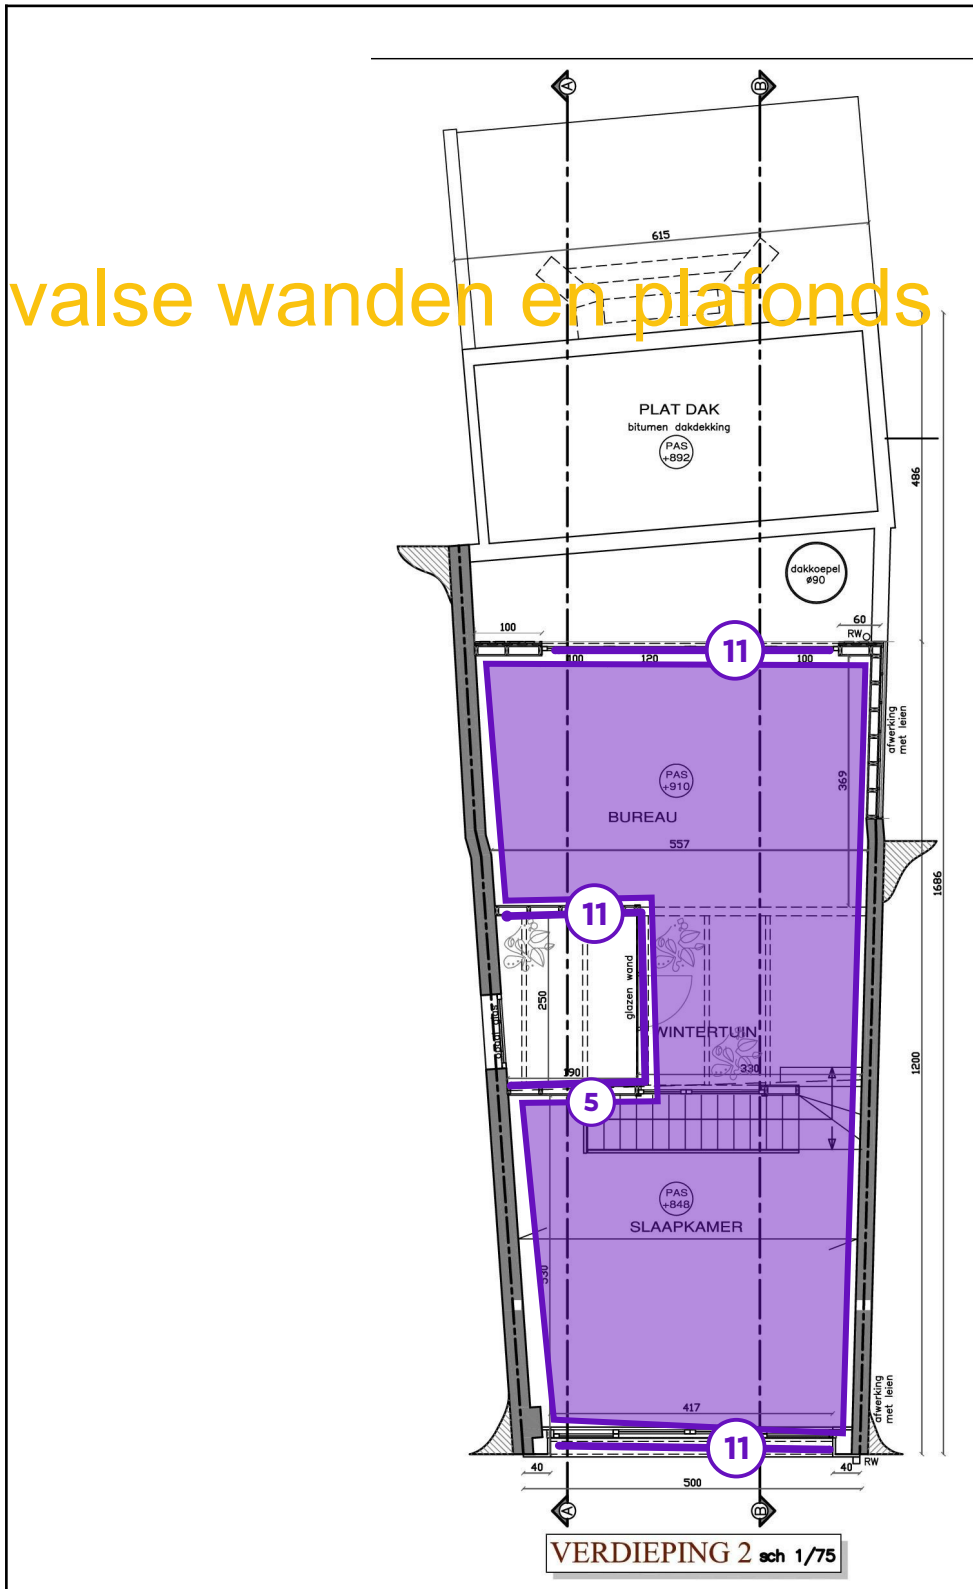 A
B
615
valse wanden en plafonds
PLAT DAK
bitumen dakdekking
PAS
+892
486
dakkoepel
ø90
100
60
RW
11
100
120
100
afwerking
met leien
PAS
+910
369
BUREAU
557
1686
11
250
glazen wand
opaal glas
WINTERTUIN
190
330
1200
5
PAS
+848
SLAAPKAMER
330
afwerking
met leien
417
11
RW
40
40
500
A
B
VERDIEPING 2 sch 1/75